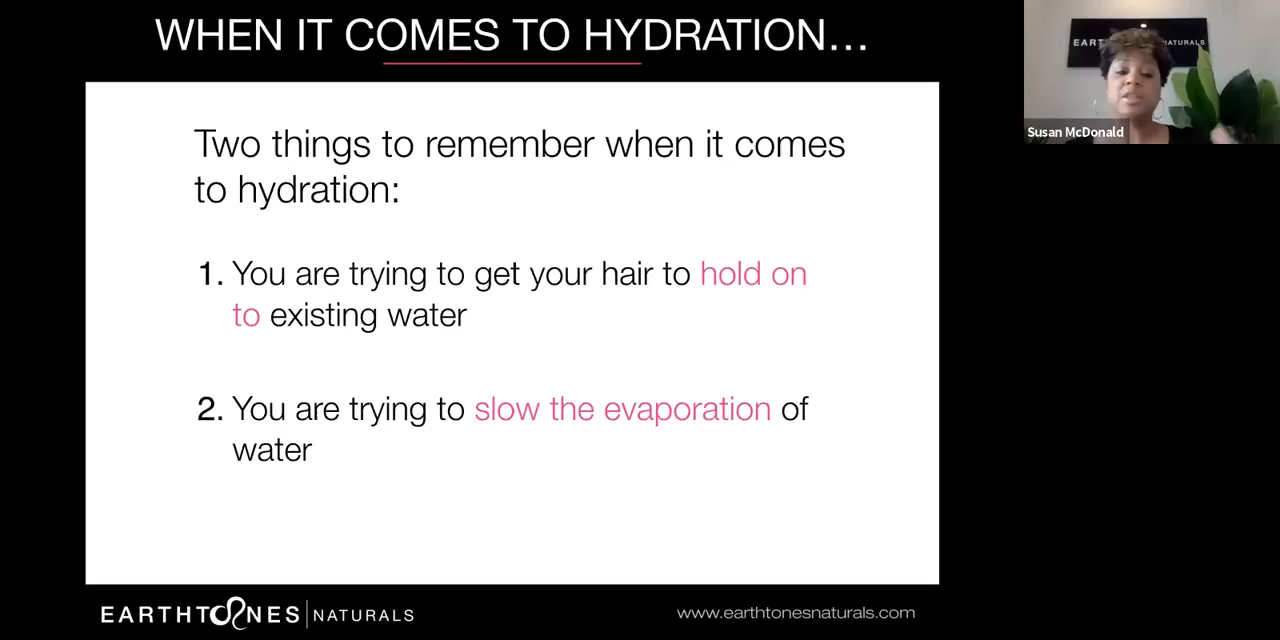 WHEN IT COMES TO HYDRATION...
Two things to remember when it comes
to hydration:
1. You are trying to get your hair to hold on
to existing water
2. You are trying to slow the evaporation of
water
EARTHTONES NATURALS
www.earthtonesnaturals.com
NATURALS
Susan McDonald